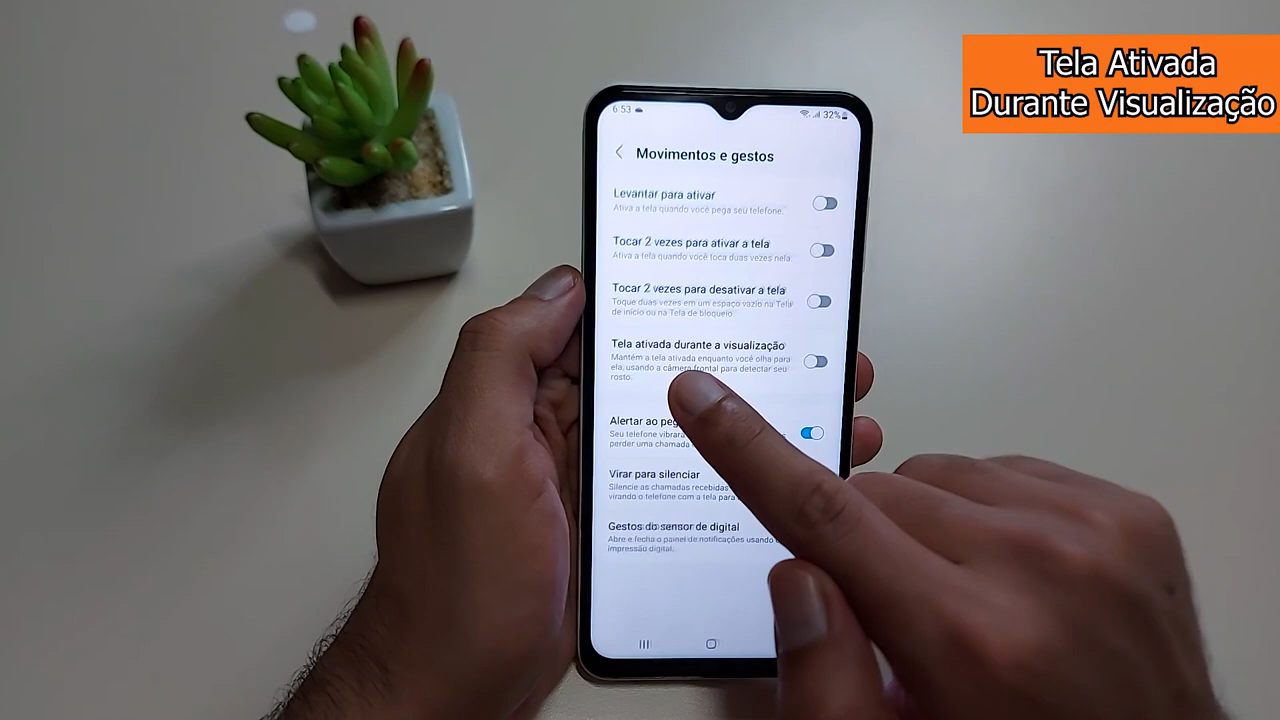 Tela Ativada
Durante Visualização
6:53
32%
Movimentos e gestos
Levantar para ativar
Ativa a tela quando você pega seu telefone.
Tocar 2 vezes para ativar a tela
Ativa a tela quando você toca duas vezes nela.
Tocar 2 vezes para desativar a tela
Toque duas vezes em um espaço vazio na Tela
de início ou na Tela de bloqueio.
Tela ativada durante a visualização
Mantém a tela ativada enquanto você olha para
ela, usando a câmera frontal para detectar seu
rosto.
Alertar ao
Seu telefone vibrará
perder uma chamada
Virar para silenciar
Silencie as chamadas recebidas
virando o telefone com a tela para
Gestos do sensor de digital
Abre e fecha o painel de notificações usando
impressão digital.